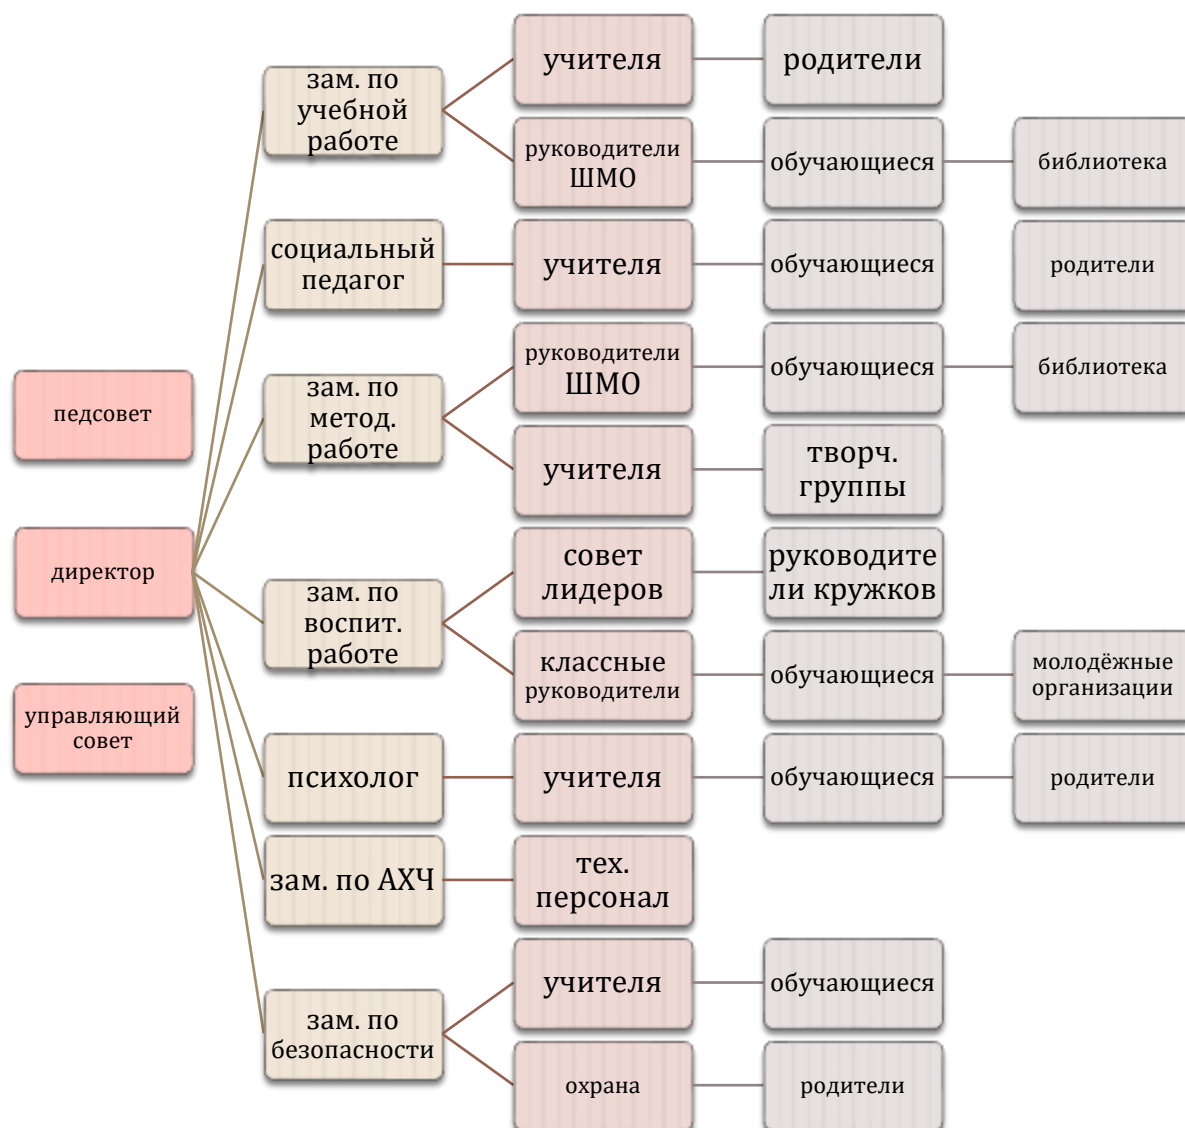 педсовет
директор
управляющий
совет
зам. по
учебной
работе
учителя
родители
руководители
ШМО
обучающиеся
библиотека
социальный
педагог
учителя
обучающиеся
родители
зам. по
метод.
работе
руководители
ШМО
обучающиеся
библиотека
учителя
творч.
группы
зам. по
воспит.
работе
совет
лидеров
руководите
ли кружков
классные
руководители
обучающиеся
молодёжные
организации
психолог
учителя
обучающиеся
родители
зам. по АХЧ
тех.
персонал
зам. по
безопасности
учителя
обучающиеся
охрана
родители